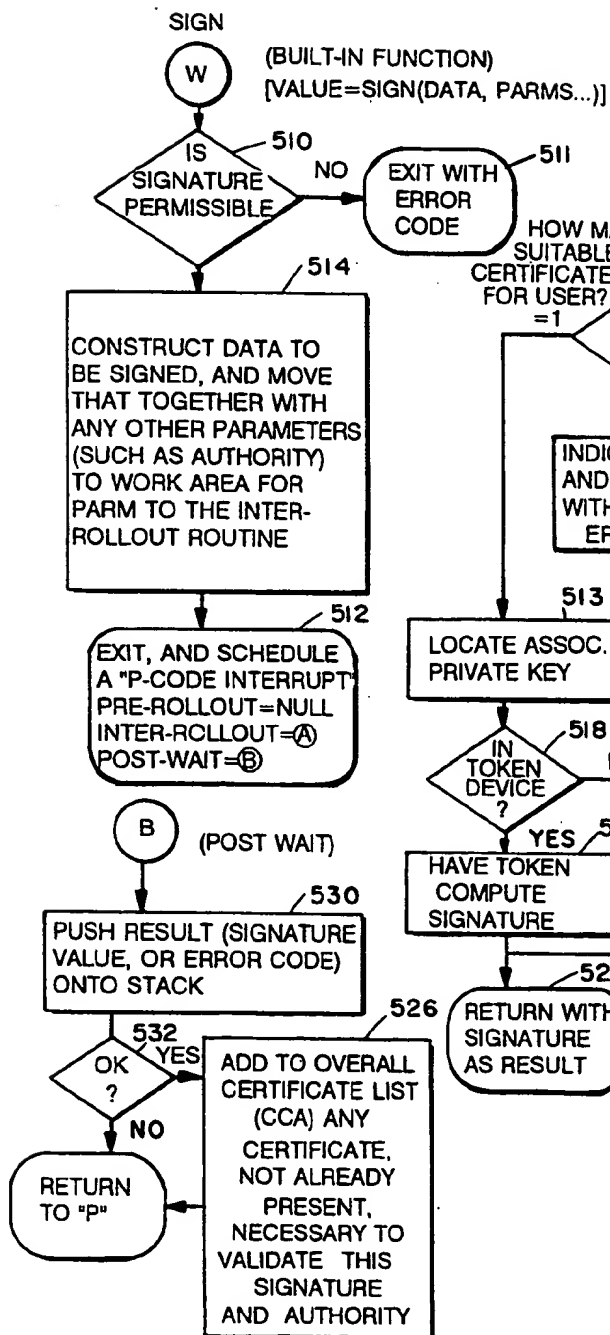 SIGN
W
(BUILT-IN FUNCTION)
[VALUE=SIGN(DATA, PARMS...)]
510
IS
SIGNATURE
PERMISSIBLE
NO
511
EXIT WITH
ERROR
CODE
514
CONSTRUCT DATA TO
BE SIGNED, AND MOVE
THAT TOGETHER WITH
ANY OTHER PARAMETERS
(SUCH AS AUTHORITY)
TO WORK AREA FOR
PARM TO THE INTER-
ROLLOUT ROUTINE
512
EXIT, AND SCHEDULE
A "P-CODE INTERRUPT"
PRE-ROLLOUT=NULL
INTER-ROLLOUT=Ⓐ
POST-WAIT=Ⓑ
B
(POST WAIT)
530
PUSH RESULT (SIGNATURE
VALUE, OR ERROR CODE)
ONTO STACK
532
OK
?
YES
NO
RETURN
TO "P"
526
ADD TO OVERALL
CERTIFICATE LIST
(CCA) ANY
CERTIFICATE,
NOT ALREADY
PRESENT,
NECESSARY TO
VALIDATE THIS
SIGNATURE
AND AUTHORITY
HOW
SUITABLE
CERTIFICATE
FOR USER?
=1
AND
WITH
513
LOCATE ASSOC.
PRIVATE KEY
518
IN
TOKEN
DEVICE
?
YES
HAVE TOKEN
COMPUTE
SIGNATURE
RETURN WITH
SIGNATURE
AS RESULT